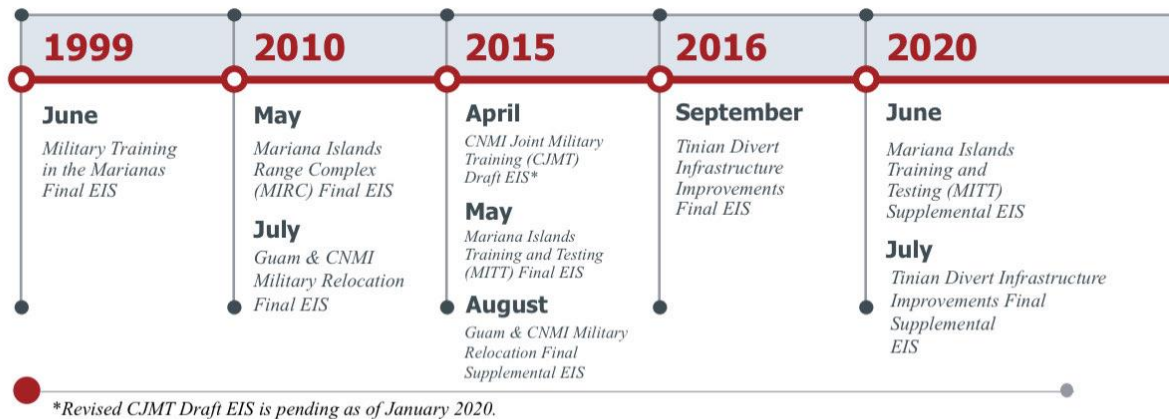 1999
June
Military Training
in the Marianas
Final EIS
2010
May
Mariana Islands
Range Complex
(MIRC) Final EIS
July
Guam & CNMI
Military Relocation
Final EIS
2015
April
CNMI Joint Military
Training (CJMT)
Draft EIS*
May
Mariana Islands
Training and Testing
(MITT) Final EIS
August
Guam & CNMI Military
Relocation Final
Supplemental EIS
2016
September
Tinian Divert
Infrastructure
Improvements
Final EIS
2020
June
Mariana Islands
Training and
Testing (MITT)
Supplemental EIS
July
Tinian Divert Infrastructure
Improvements Final
Supplemental
EIS
*Revised CJMT Draft EIS is pending as of January 2020.